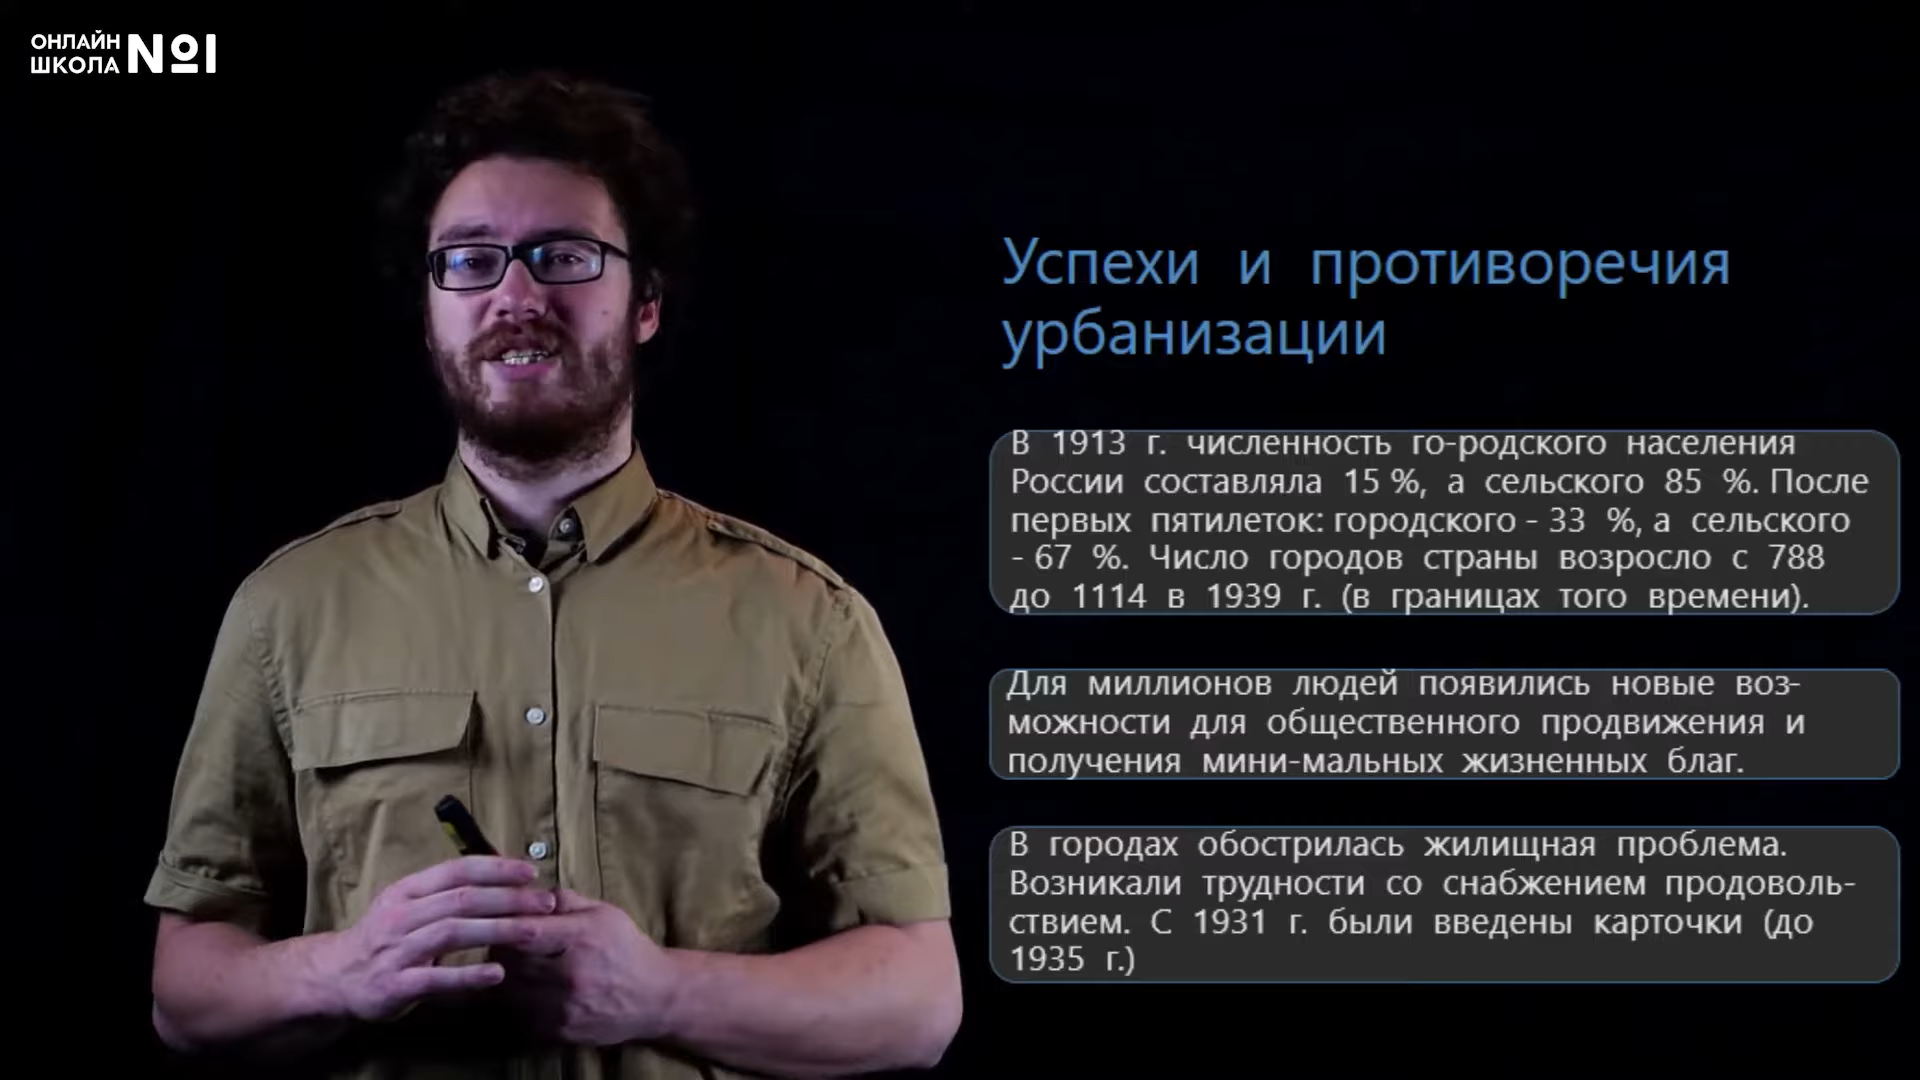 ОНЛАЙН
ШКОЛА №1
Успехи и противоречия
урбанизации
В 1913 г. численность го-родского населения
России составляла 15 %, а сельского 85 %. После
первых пятилеток: городского - 33 %, а сельского
- 67 %. Число городов страны возросло с 788
до 1114 в 1939 г. (в границах того времени).
Для миллионов людей появились новые воз-
можности для общественного продвижения и
получения мини-мальных жизненных благ.
В городах обострилась жилищная проблема.
Возникали трудности со снабжением продоволь-
ствием. С 1931 г. были введены карточки (до
1935 г.)